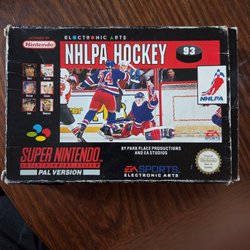 ELECTRONIC ARTS
Nintendo
NHLPA HOCKEY 93
NHLPA
SUPER NINTENDO
ENTERTAINMENT SYSTEM
PAL VERSION
BY PARK PLACE PRODUCTIONS
AND EA STUDIOS
EA SPORTS
ELECTRONIC ARTS